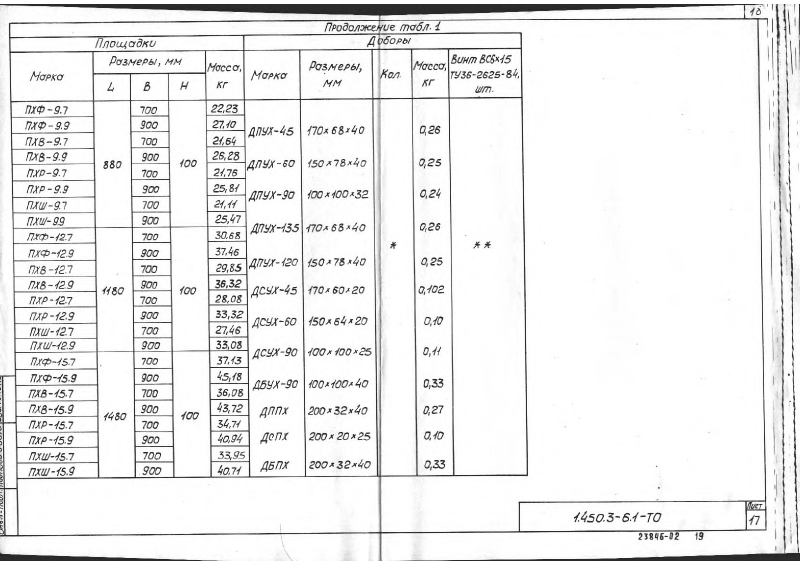 18
Продолжение табл. 1
Площадки Доборы
Марка Размеры, мм Масса, кг Марка Размеры, мм Кол. Масса, кг Винт ВС6×15 ТУ36-2625-84, шт.
L B H
ПХФ-9.7 700 22,23
ПХФ-9.9 900 27,10
ПХВ-9.7 700 21,64
ПХВ-9.9 900 26,28
ПХР-9.7 700 21,76
ПХР-9.9 900 25,81
ПХШ-9.7 700 21,11
ПХШ-9.9 900 25,47
880 100
ПХФ-12.7 700 30.68
ПХФ-12.9 900 37,46
ПХВ-12.7 700 29,85
ПХВ-12.9 900 36,32
ПХР-12.7 700 28,08
ПХР-12.9 900 33,32
ПХШ-12.7 700 27,46
ПХШ-12.9 900 33,08
1180 100
ПХФ-15.7 700 37.13
ПХФ-15.9 900 45,18
ПХВ-15.7 700 36,08
ПХВ-15.9 900 43,72
ПХР-15.7 700 34,71
ПХР-15.9 900 40,94
ПХШ-15.7 700 33,95
ПХШ-15.9 900 40.71
1480 100
ДПУХ-45 170×68×40 0,26
ДПУХ-60 150×78×40 0,25
ДПУХ-90 100×100×32 0,24
ДПУХ-135 170×68×40 0,26
ДПУХ-120 150×78×40 0,25
ДСУХ-45 170×60×20 0,102
ДСУХ-60 150×64×20 0,10
ДСУХ-90 100×100×25 0,11
ДБУХ-90 100×100×40 0,33
ДППХ 200×32×40 0,27
ДСПХ 200×20×25 0,10
ДБПХ 200×32×40 0,33
* **
1.450.3-6.1-ТО
Лист
17
23846-02 19